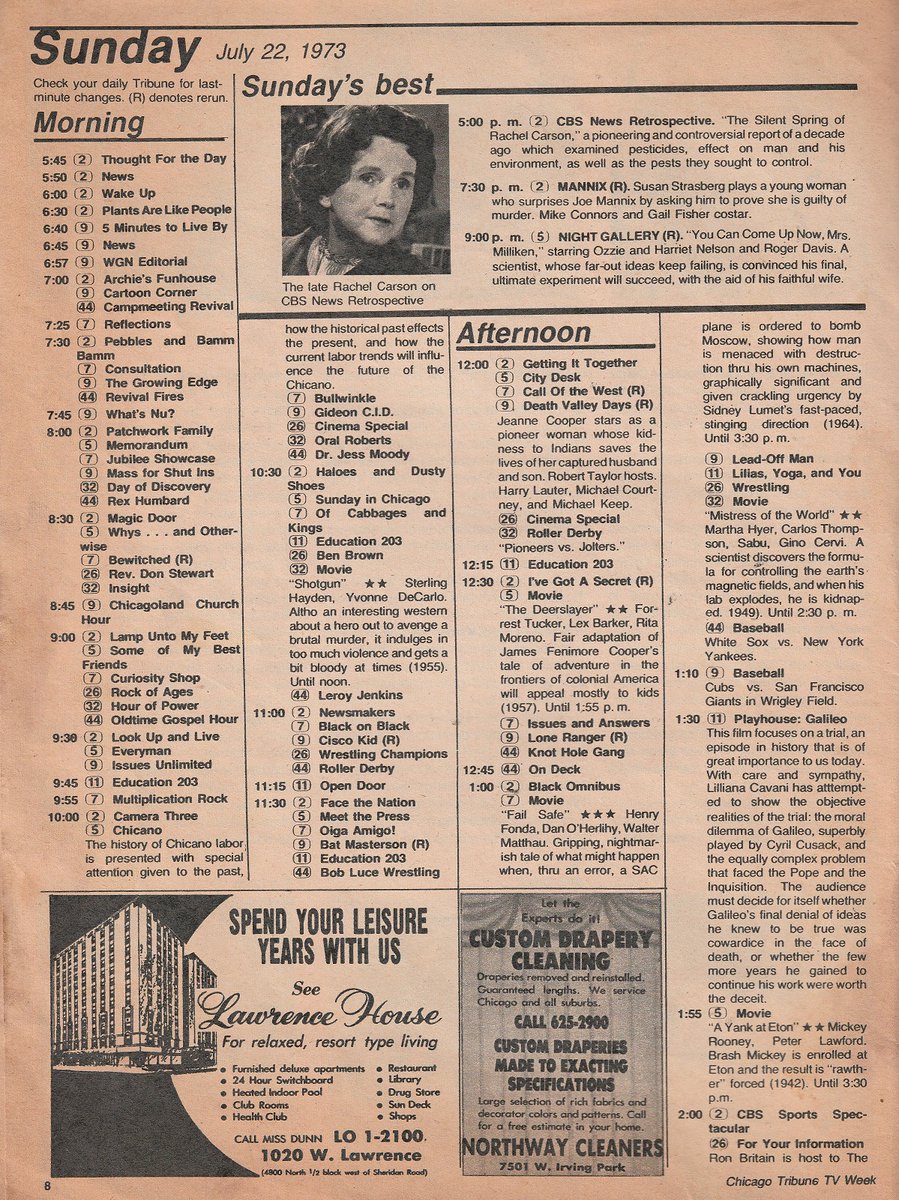 Sunday July 22, 1973
Check your daily Tribune for last-
minute changes. (R) denotes rerun.
Morning
5:45 (2) Thought For the Day
5:50 (2) News
6:00 (2) Wake Up
6:30 (2) Plants Are Like People
6:40 (9) 5 Minutes to Live By
6:45 (9) News
6:57 (9) WGN Editorial
7:00 (2) Archie's Funhouse
(9) Cartoon Corner
(44) Campmeeting Revival
7:25 (7) Reflections
7:30 (2) Pebbles and Bamm
Bamm
(7) Consultation
(9) The Growing Edge
(44) Revival Fires
7:45 (9) What's Nu?
8:00 (2) Patchwork Family
(5) Memorandum
(7) Jubilee Showcase
(9) Mass for Shut Ins
(32) Day of Discovery
(44) Rex Humbard
8:30 (2) Magic Door
(5) Whys . . . and Other-
wise
(7) Bewitched (R)
(26) Rev. Don Stewart
(32) Insight
8:45 (9) Chicagoland Church
Hour
9:00 (2) Lamp Unto My Feet
(5) Some of My Best
Friends
(7) Curiosity Shop
(26) Rock of Ages
(32) Hour of Power
(44) Oldtime Gospel Hour
9:30 (2) Look Up and Live
(5) Everyman
(9) Issues Unlimited
9:45 (11) Education 203
9:55 (7) Multiplication Rock
10:00 (2) Camera Three
(5) Chicano
The history of Chicano labor
is presented with special
attention given to the past,
Sunday's best
The late Rachel Carson on
CBS News Retrospective
5:00 p. m. (2) CBS News Retrospective. "The Silent Spring of
Rachel Carson," a pioneering and controversial report of a decade
ago which examined pesticides, effect on man and his
environment, as well as the pests they sought to control.
7:30 p. m. (2) MANNIX (R). Susan Strasberg plays a young woman
who surprises Joe Mannix by asking him to prove she is guilty of
murder. Mike Connors and Gail Fisher costar.
9:00 p. m. (5) NIGHT GALLERY (R). "You Can Come Up Now, Mrs.
Milliken," starring Ozzie and Harriet Nelson and Roger Davis. A
scientist, whose far-out ideas keep failing, is convinced his final,
ultimate experiment will succeed, with the aid of his faithful wife.
how the historical past effects
the present, and how the
current labor trends will influ-
ence the future of the
Chicano.
(7) Bullwinkle
(9) Gideon C.I.D.
(26) Cinema Special
(32) Oral Roberts
(44) Dr. Jess Moody
10:30 (2) Haloes and Dusty
Shoes
(5) Sunday in Chicago
(7) Of Cabbages and
Kings
(11) Education 203
(26) Ben Brown
(32) Movie
"Shotgun" ★★ Sterling
Hayden, Yvonne DeCarlo.
Altho an interesting western
about a hero out to avenge a
brutal murder, it indulges in
too much violence and gets a
bit bloody at times (1955).
Until noon.
(44) Leroy Jenkins
11:00 (2) Newsmakers
(7) Black on Black
(9) Cisco Kid (R)
(26) Wrestling Champions
(44) Roller Derby
11:15 (11) Open Door
11:30 (2) Face the Nation
(5) Meet the Press
(7) Oiga Amigo!
(9) Bat Masterson (R)
(11) Education 203
(44) Bob Luce Wrestling
Afternoon
12:00 (2) Getting It Together
(5) City Desk
(7) Call Of the West (R)
(9) Death Valley Days (R)
Jeanne Cooper stars as a
pioneer woman whose kid-
ness to Indians saves the
lives of her captured husband
and son. Robert Taylor hosts.
Harry Lauter, Michael Court-
ney, and Michael Keep.
(26) Cinema Special
(32) Roller Derby
"Pioneers vs. Jolters."
12:15 (11) Education 203
12:30 (2) I've Got A Secret (R)
(5) Movie
"The Deerslayer" ★★ For-
rest Tucker, Lex Barker, Rita
Moreno. Fair adaptation of
James Fenimore Cooper's
tale of adventure in the
frontiers of colonial America
will appeal mostly to kids
(1957). Until 1:55 p. m.
(7) Issues and Answers
(9) Lone Ranger (R)
(44) Knot Hole Gang
12:45 (44) On Deck
1:00 (2) Black Omnibus
(7) Movie
"Fail Safe" ★★★ Henry
Fonda, Dan O'Herlihy, Walter
Matthau. Gripping, nightmar-
ish tale of what might happen
when, thru an error, a SAC
plane is ordered to bomb
Moscow, showing how man
is menaced with destruc-
tion thru his own machines,
graphically significant and
given crackling urgency by
Sidney Lumet's fast-paced,
stinging direction (1964).
Until 3:30 p. m.
(9) Lead-Off Man
(11) Lilias, Yoga, and You
(26) Wrestling
(32) Movie
"Mistress of the World" ★★
Martha Hyer, Carlos Thomp-
son, Sabu, Gino Cervi. A
scientist discovers the formu-
la for controlling the earth's
magnetic fields, and when his
lab explodes, he is kidnap-
ed. 1949). Until 2:30 p. m.
(44) Baseball
White Sox vs. New York
Yankees.
1:10 (9) Baseball
Cubs vs. San Francisco
Giants in Wrigley Field.
1:30 (11) Playhouse: Galileo
This film focuses on a trial, an
episode in history that is of
great importance to us today.
With care and sympathy,
Lilliana Cavani has atttempt-
ed to show the objective
realities of the trial: the moral
dilemma of Galileo, superbly
played by Cyril Cusack, and
the equally complex problem
that faced the Pope and the
Inquisition. The audience
must decide for itself whether
Galileo's final denial of ideas
he knew to be true was
cowardice in the face of
death, or whether the few
more years he gained to
continue his work were worth
the deceit.
1:55 (5) Movie
"A Yank at Eton" ★★ Mickey
Rooney, Peter Lawford.
Brash Mickey is enrolled at
Eton and the result is "rawth-
er" forced (1942). Until 3:30
p.m.
2:00 (2) CBS Sports Spec-
tacular
(26) For Your Information
Ron Britain is host to The
SPEND YOUR LEISURE
YEARS WITH US
See
Lawrence House
For relaxed, resort type living
• Furnished deluxe apartments
• 24 Hour Switchboard
• Heated Indoor Pool
• Club Rooms
• Health Club
• Restaurant
• Library
• Drug Store
• Sun Deck
• Shops
CALL MISS DUNN LO 1-2100
1020 W. Lawrence
(4800 North 1/2 block west of Sheridan Road)
Let the
Experts do it!
CUSTOM DRAPERY
CLEANING
Draperies removed and reinstalled.
Guaranteed lengths. We service
Chicago and all suburbs.
CALL 625-2900
CUSTOM DRAPERIES
MADE TO EXACTING
SPECIFICATIONS
Large selection of rich fabrics and
decorator colors and patterns. Call
for a free estimate in your home.
NORTHWAY CLEANERS
7501 W. Irving Park
8
Chicago Tribune TV Week